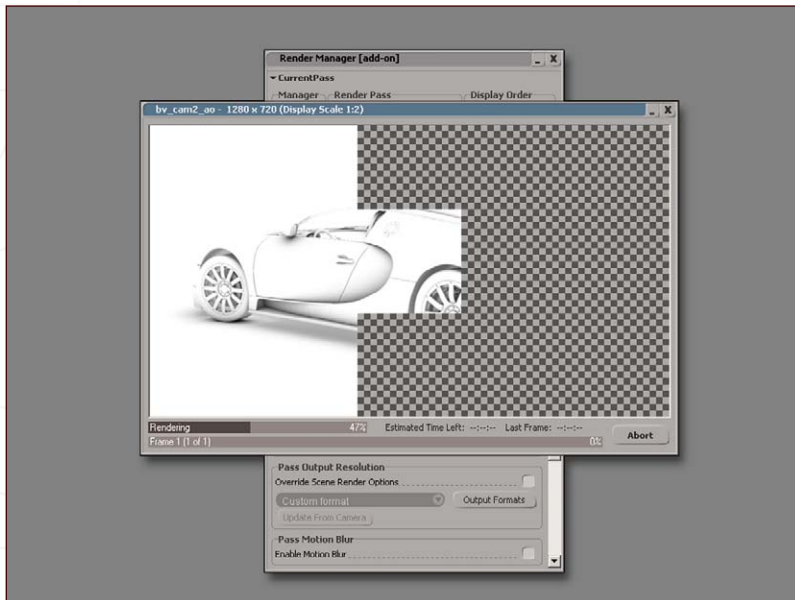 Render Manager [add-on]
CurrentPass
Manager Render Pass Display Order
bv_cam2_ao - 1280 x 720 (Display Scale 1:2)
Rendering 47% Estimated Time Left: --:--:-- Last Frame: --:--:--
Frame 1 (1 of 1) 0% Abort
Pass Output Resolution
Override Scene Render Options
Custom format Output Formats
Update From Camera
Pass Motion Blur
Enable Motion Blur